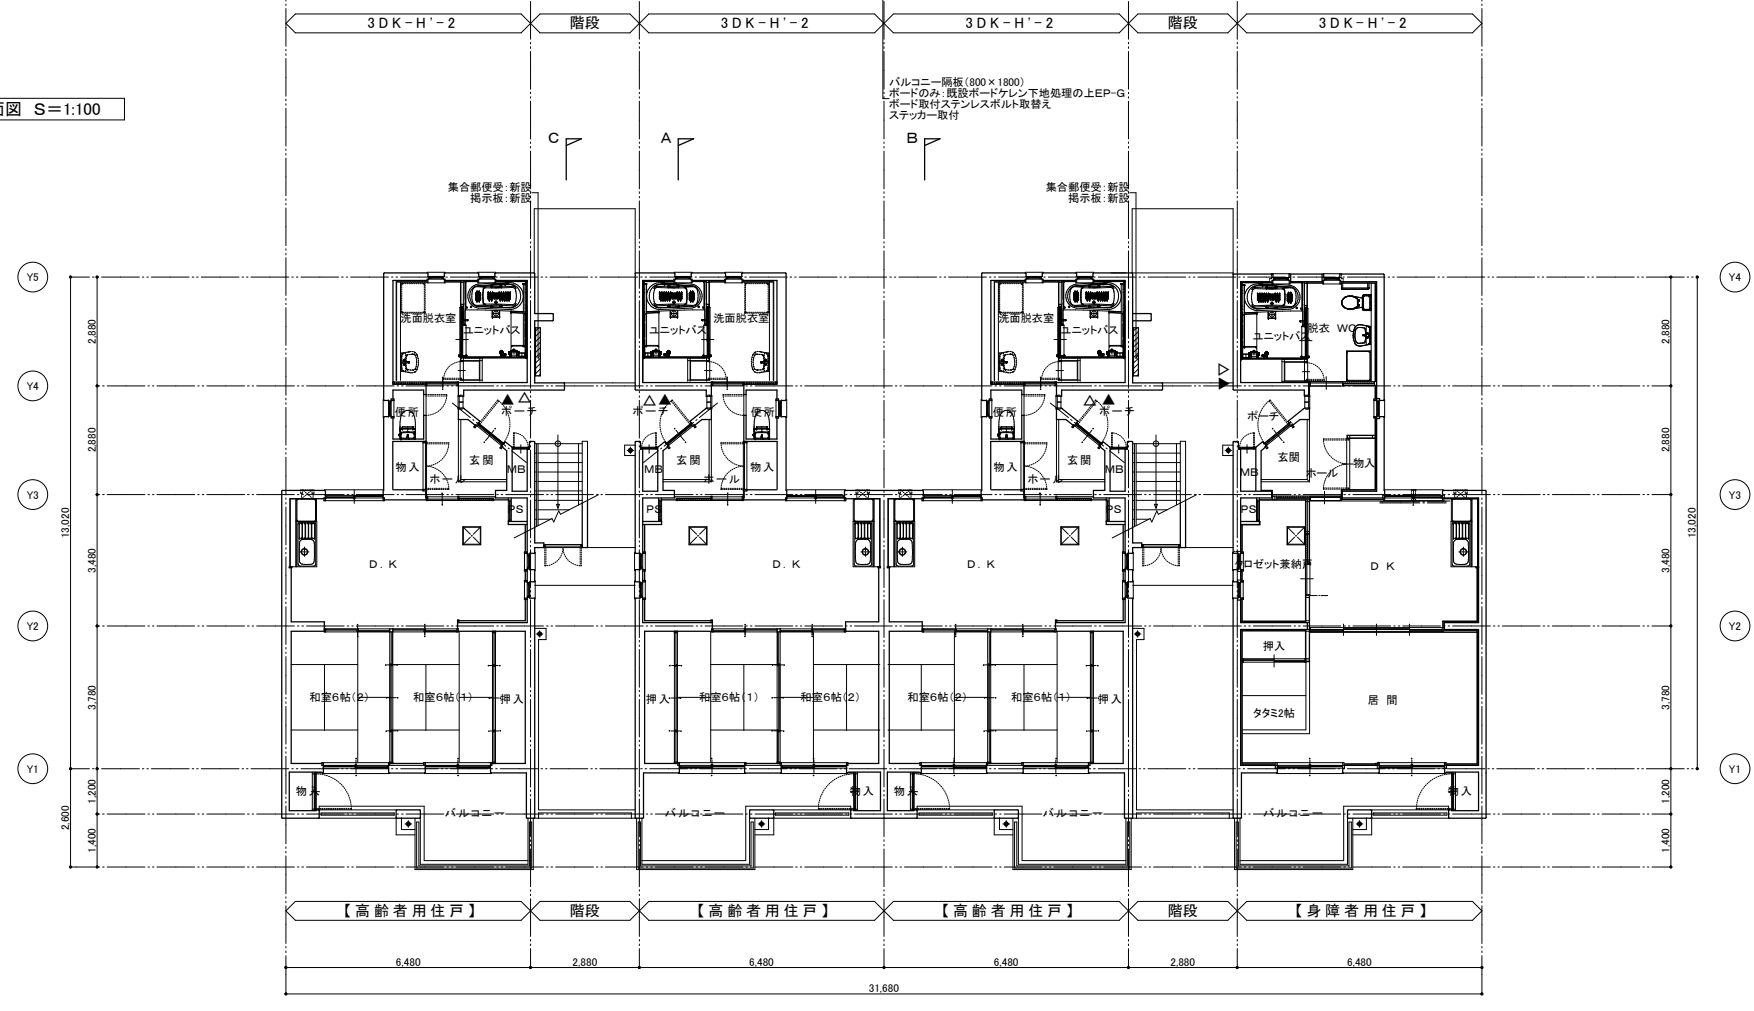 3DK-H'-2
階段
3DK-H'-2
3DK-H'-2
階段
3DK-H'-2
バルコニー隔板(800×1800)
ボードのみ:既設ボードケレン下地処理の上EP-G
ボード取付ステンレスボルト取替え
ステッカー取付
面図 S=1:100
C
A
B
集合郵便受:新設
掲示板:新設
集合郵便受:新設
掲示板:新設
Y5
Y4
Y3
Y2
Y1
2,880
2,880
3,480
3,780
1,200
1,400
13,020
2,600
洗面脱衣室
ユニットバス
便所
ポーチ
物入
玄関
MB
ホール
PS
D.K
和室6帖(2)
和室6帖(1)
押入
物入
バルコニー
ユニットバス
洗面脱衣室
ポーチ
便所
MB
玄関
物入
ホール
PS
D.K
押入
和室6帖(1)
和室6帖(2)
バルコニー
物入
洗面脱衣室
ユニットバス
便所
ポーチ
物入
玄関
MB
ホール
PS
D.K
和室6帖(2)
和室6帖(1)
押入
物入
バルコニー
ユニットバス
脱衣 WC
ポーチ
MB
玄関
ホール
物入
PS
クロゼット兼納戸
DK
押入
タタミ2帖
居間
バルコニー
物入
Y4
Y3
Y2
Y1
2,880
2,880
3,480
3,780
1,200
1,400
13,020
【高齢者用住戸】
階段
【高齢者用住戸】
【高齢者用住戸】
階段
【身障者用住戸】
6,480
2,880
6,480
6,480
2,880
6,480
31,680